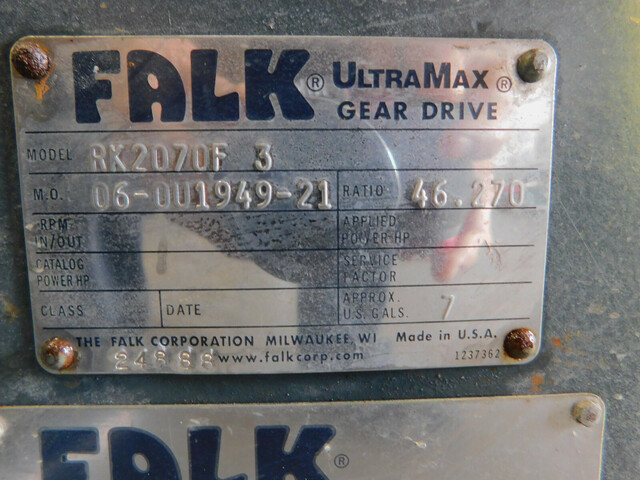 FALK® ULTRAMAX®
GEAR DRIVE
MODEL RX2070F 3
M.O. 06-0U1949-21 RATIO 46.270
RPM IN/OUT APPLIED POWER HP
CATALOG POWER HP SERVICE FACTOR
CLASS DATE APPROX. U.S. GALS. 7
THE FALK CORPORATION MILWAUKEE, WI Made in U.S.A.
www.falkcorp.com 1237362
FALK®